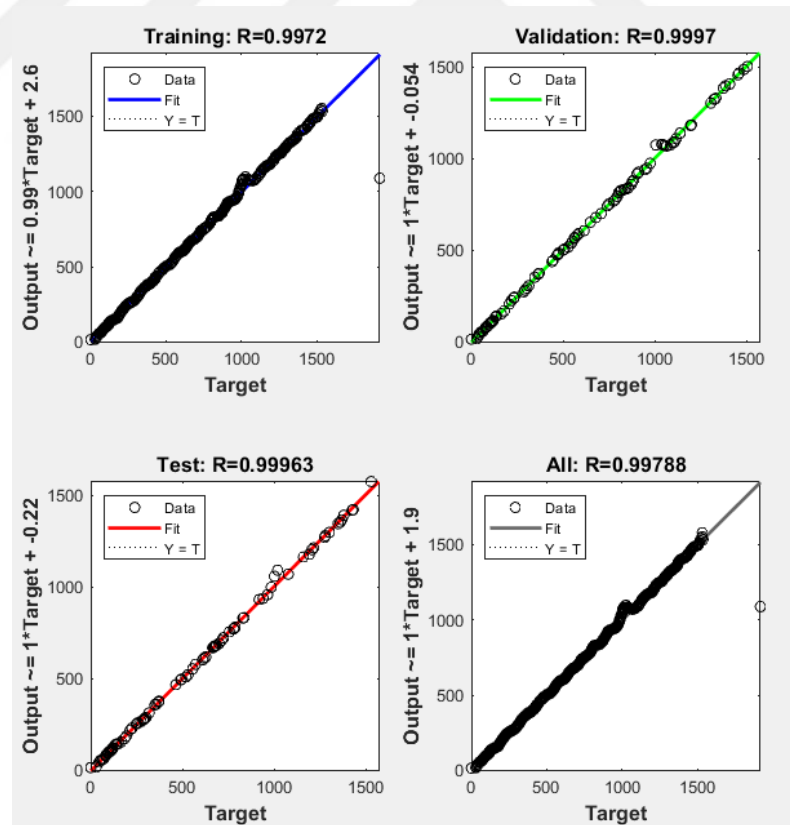 Training: R=0.9972
Data
Fit
Y = T
Output ~= 0.99*Target + 2.6
1500
1000
500
0
0 500 1000 1500
Target
Validation: R=0.9997
Data
Fit
Y = T
Output ~= 1*Target + -0.054
1500
1000
500
0
0 500 1000 1500
Target
Test: R=0.99963
Data
Fit
Y = T
Output ~= 1*Target + -0.22
1500
1000
500
0
0 500 1000 1500
Target
All: R=0.99788
Data
Fit
Y = T
Output ~= 1*Target + 1.9
1500
1000
500
0
0 500 1000 1500
Target